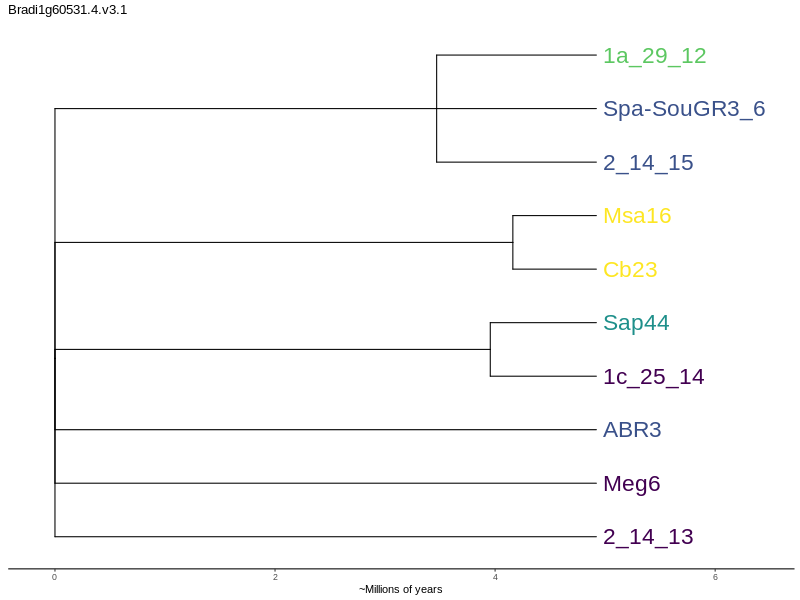 Bradi1g60531.4.v3.1
1a_29_12
Spa-SouGR3_6
2_14_15
Msa16
Cb23
Sap44
1c_25_14
ABR3
Meg6
2_14_13
0 2 4 6
~Millions of years